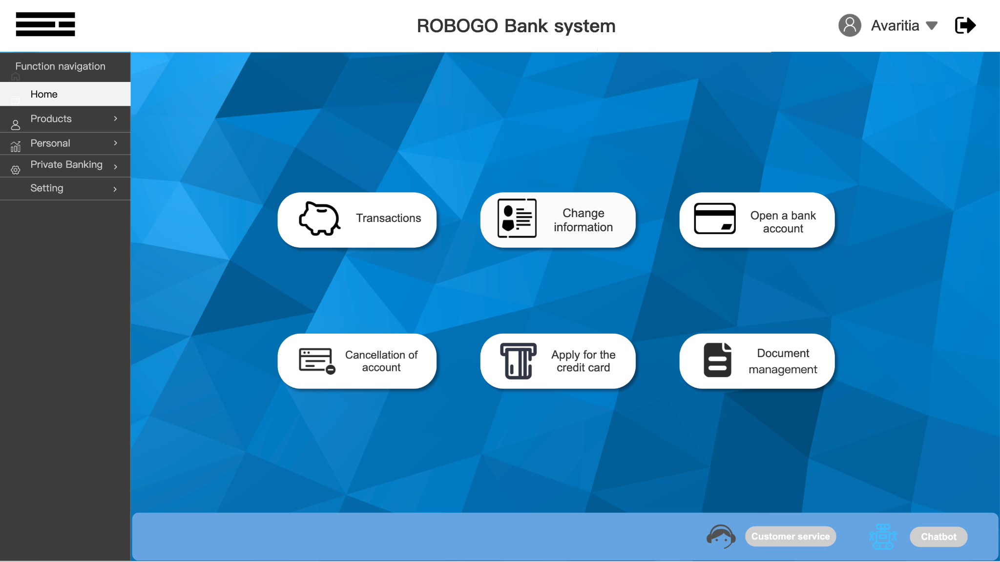 ROBOGO Bank system
Avaritia
Function navigation
Home
Products
Personal
Private Banking
Setting
Transactions
Change
information
Open a bank
account
Cancellation of
account
Apply for the
credit card
Document
management
Customer service
Chatbot